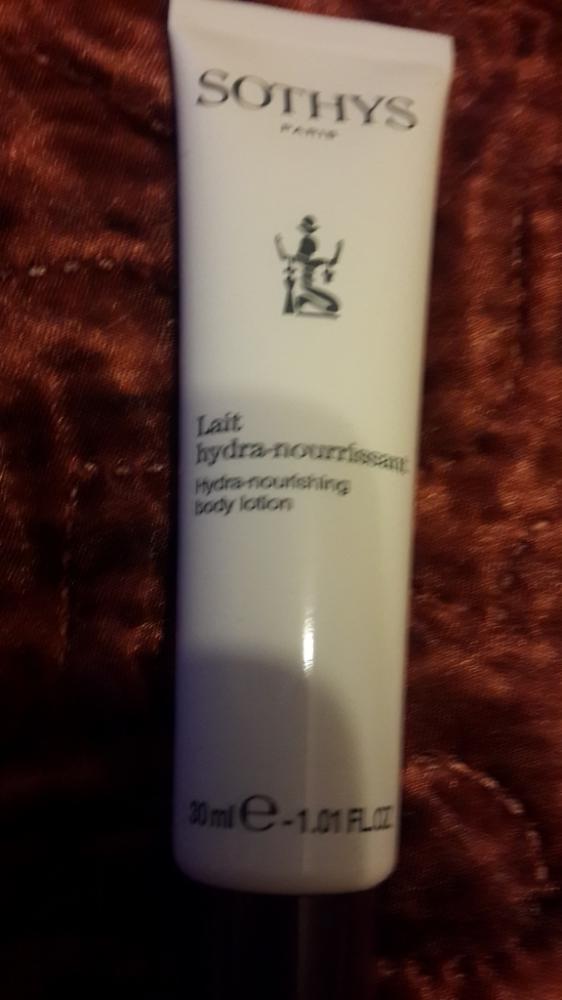 SOTHYS
PARIS
Lait
hydra-nourrissant
Hydra-nourishing
body lotion
30 ml ℮ - 1.01 FL.OZ.